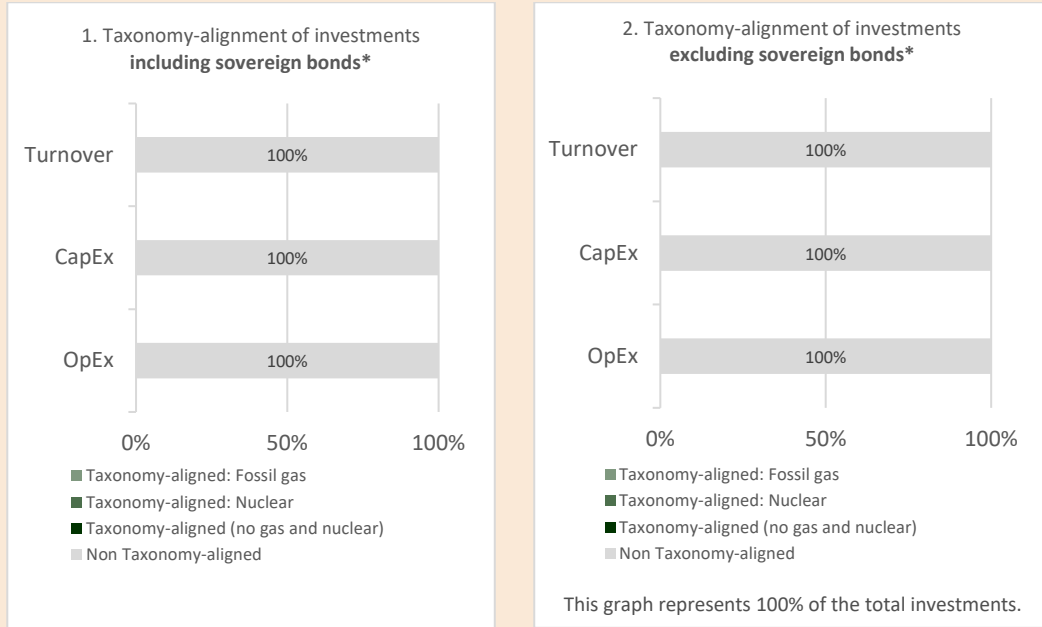 1. Taxonomy-alignment of investments
including sovereign bonds*
Turnover
100%
CapEx
100%
OpEx
100%
0%
50%
100%
Taxonomy-aligned: Fossil gas
Taxonomy-aligned: Nuclear
Taxonomy-aligned (no gas and nuclear)
Non Taxonomy-aligned
2. Taxonomy-alignment of investments
excluding sovereign bonds*
Turnover
100%
CapEx
100%
OpEx
100%
0%
50%
100%
Taxonomy-aligned: Fossil gas
Taxonomy-aligned: Nuclear
Taxonomy-aligned (no gas and nuclear)
Non Taxonomy-aligned
This graph represents 100% of the total investments.